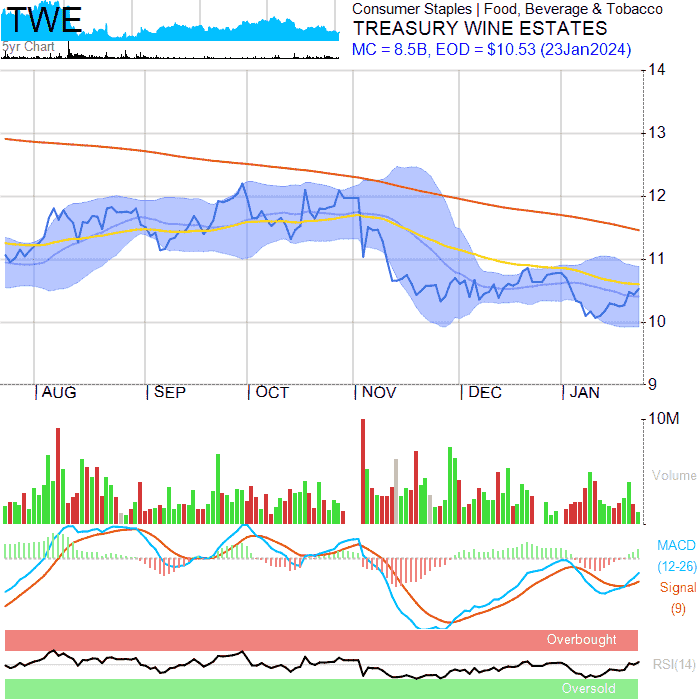 TWE
5yr Chart
Consumer Staples | Food, Beverage & Tobacco
TREASURY WINE ESTATES
MC = 8.5B, EOD = $10.53 (23Jan2024)
14
13
12
11
10
9
AUG SEP OCT NOV DEC JAN
10M
Volume
MACD
(12-26)
Signal
(9)
Overbought
RSI(14)
Oversold